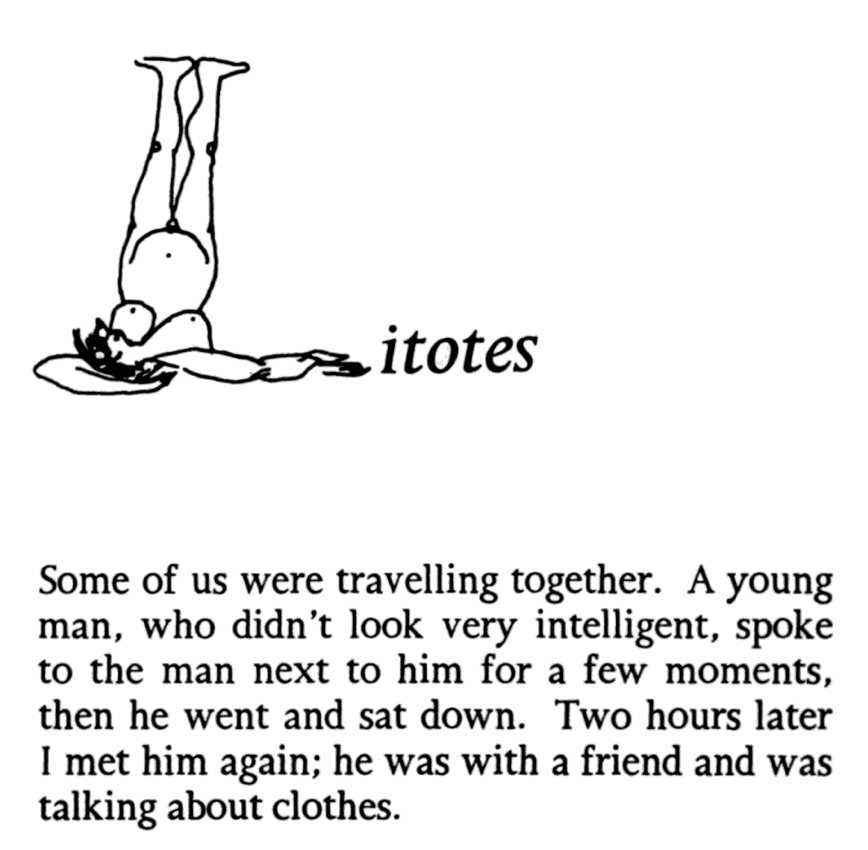 Litotes
Some of us were travelling together. A young
man, who didn't look very intelligent, spoke
to the man next to him for a few moments,
then he went and sat down. Two hours later
I met him again; he was with a friend and was
talking about clothes.